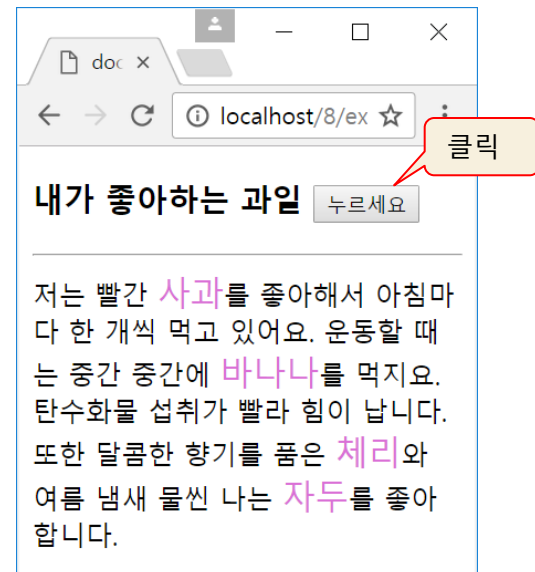 doc
localhost/8/ex
클릭
내가 좋아하는 과일 누르세요
저는 빨간 사과를 좋아해서 아침마
다 한 개씩 먹고 있어요. 운동할 때
는 중간 중간에 바나나를 먹지요.
탄수화물 섭취가 빨라 힘이 납니다.
또한 달콤한 향기를 품은 체리와
여름 냄새 물씬 나는 자두를 좋아
합니다.